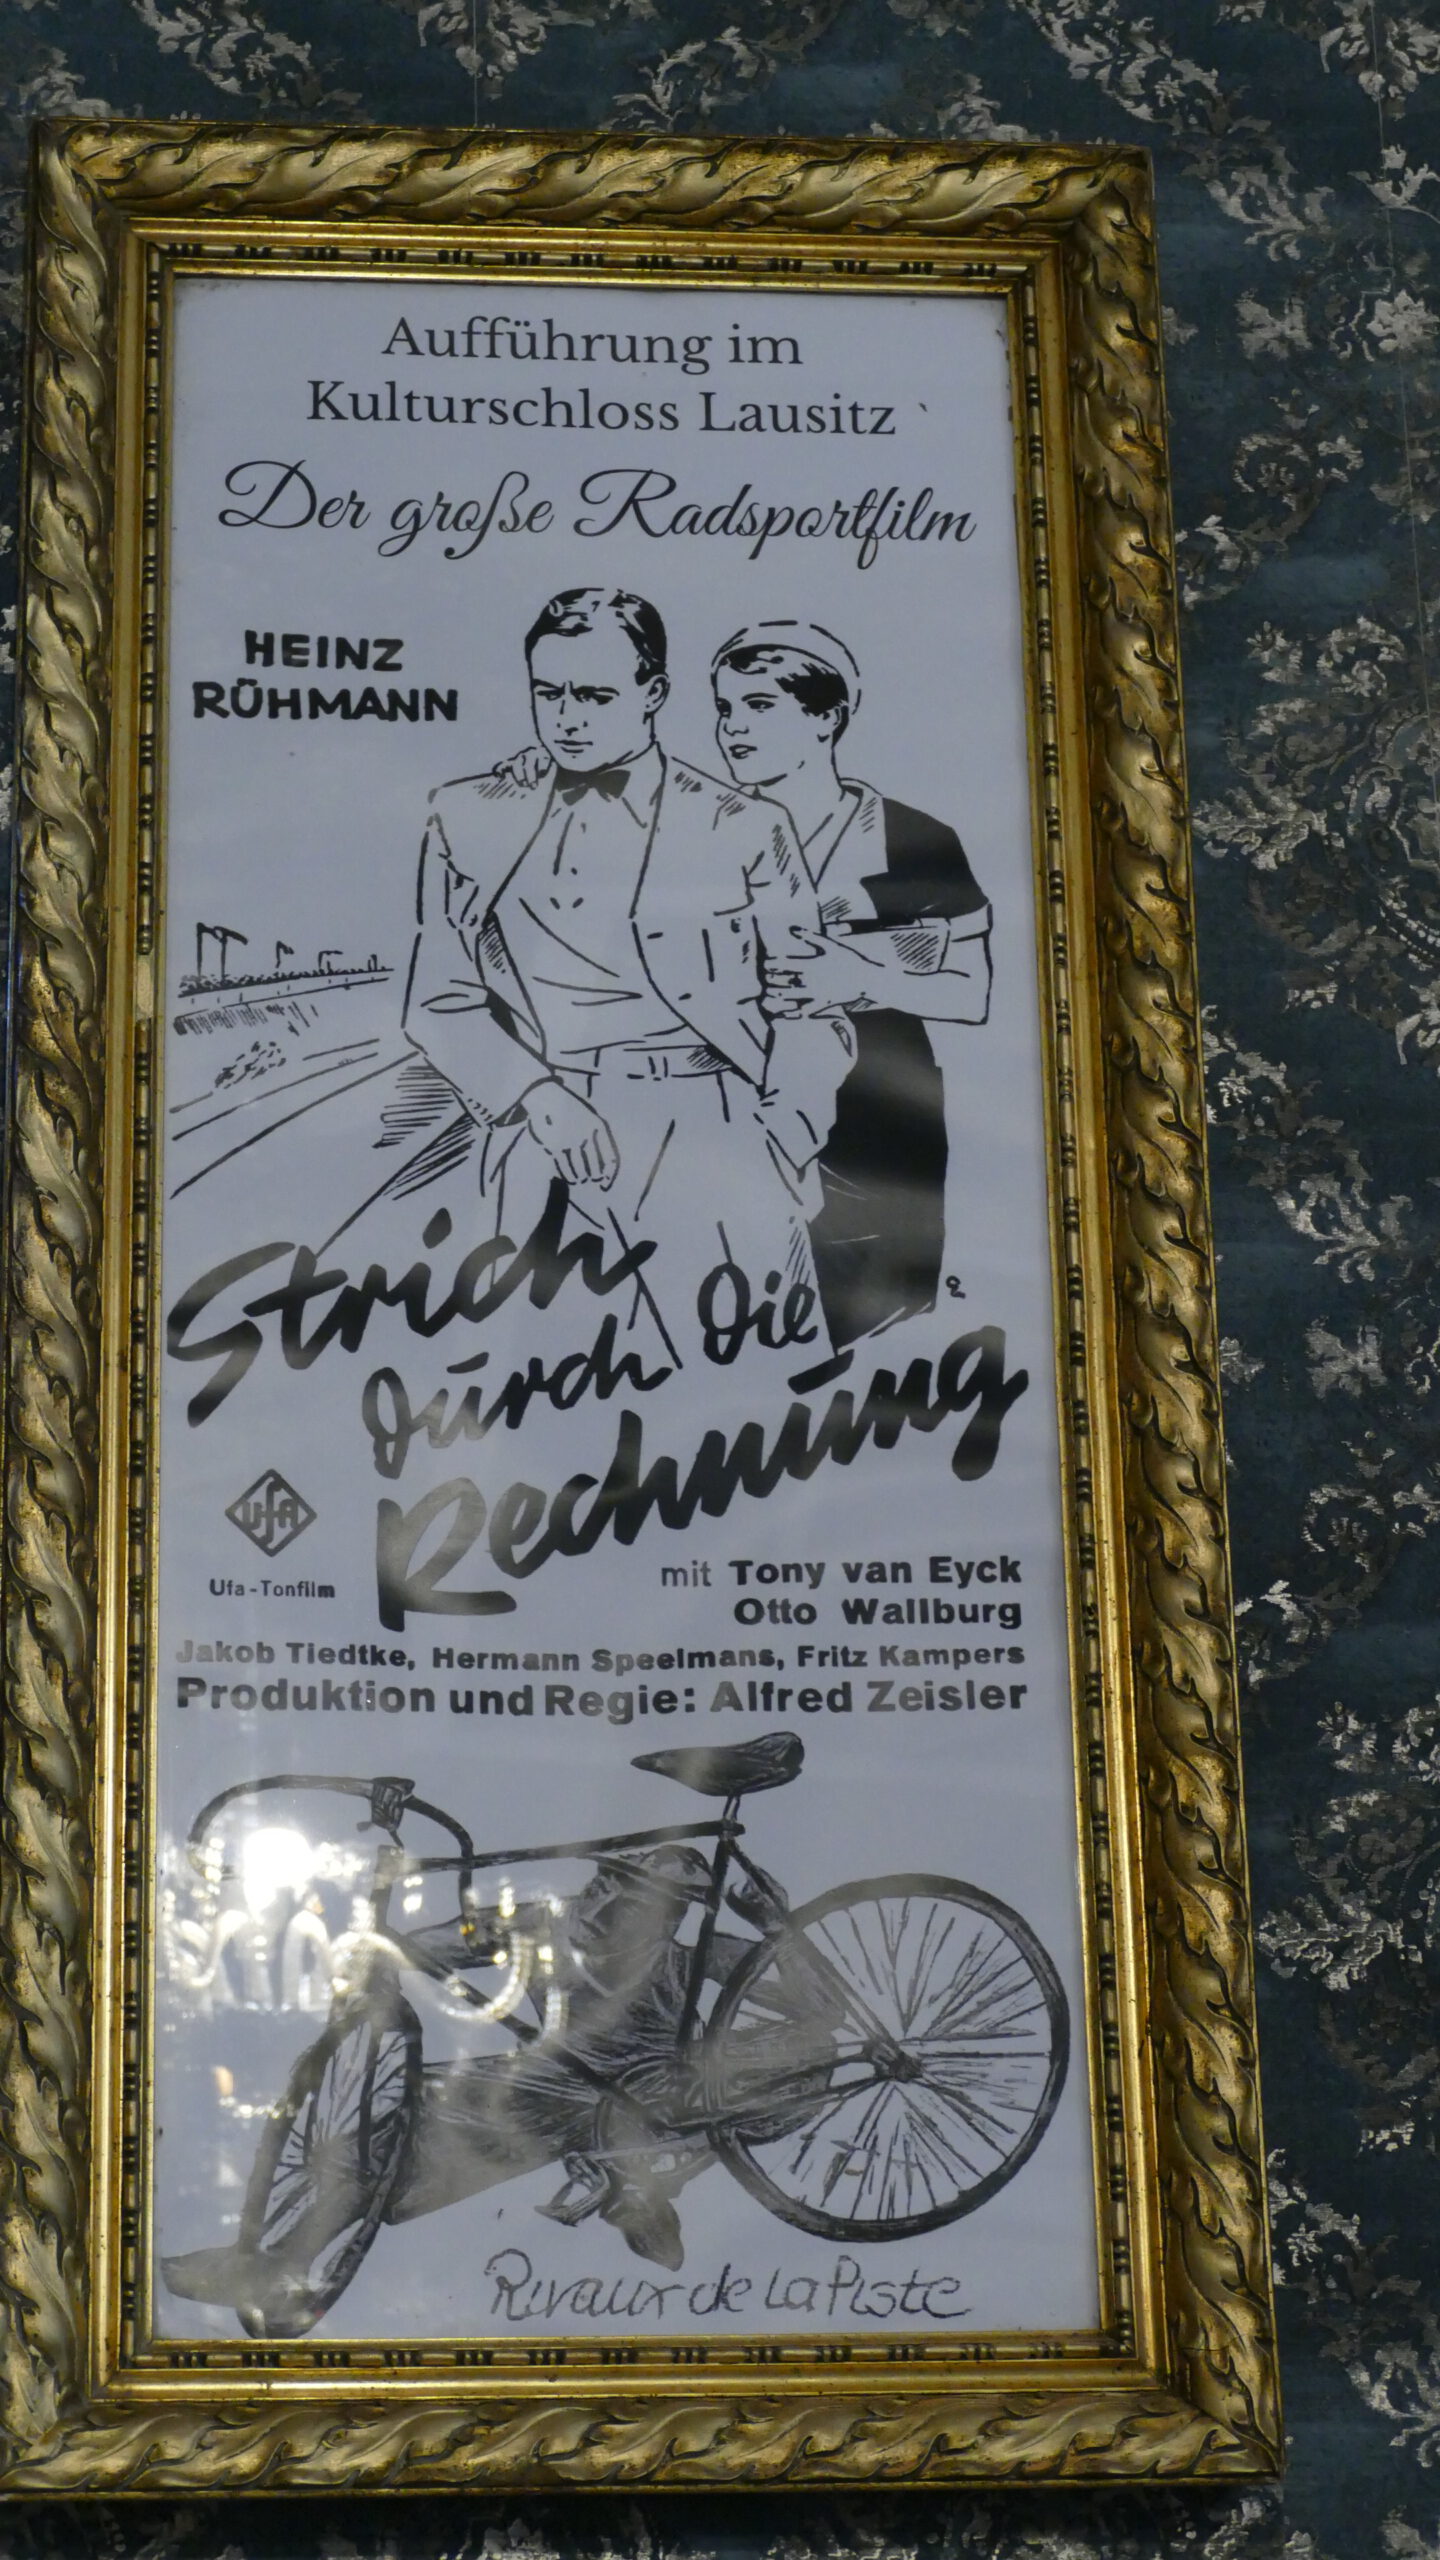 Aufführung im
Kulturschloss Lausitz
Der große Radsportfilm
HEINZ
RÜHMANN
Strich
durch die
Rechnung
Ufa
Ufa-Tonfilm
mit Tony van Eyck
Otto Wallburg
Jakob Tiedtke, Hermann Speelmans, Fritz Kampers
Produktion und Regie: Alfred Zeisler
Rivaux de la Piste